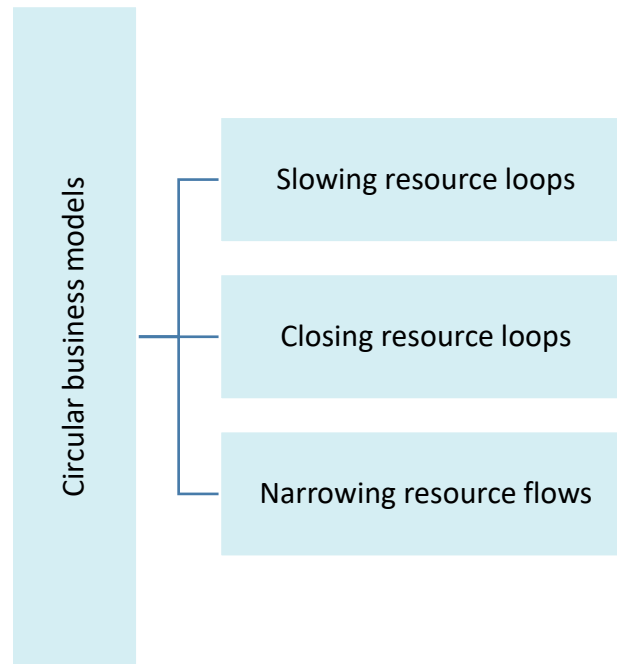 Circular business models
Slowing resource loops
Closing resource loops
Narrowing resource flows